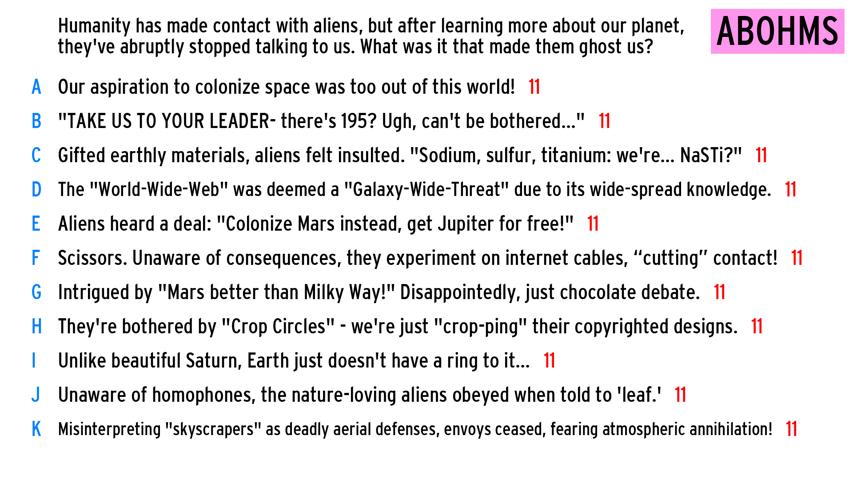 Humanity has made contact with aliens, but after learning more about our planet,
they've abruptly stopped talking to us. What was it that made them ghost us?
ABOHMS
A Our aspiration to colonize space was too out of this world! 11
B "TAKE US TO YOUR LEADER- there's 195? Ugh, can't be bothered..." 11
C Gifted earthly materials, aliens felt insulted. "Sodium, sulfur, titanium: we're... NaSTi?" 11
D The "World-Wide-Web" was deemed a "Galaxy-Wide-Threat" due to its wide-spread knowledge. 11
E Aliens heard a deal: "Colonize Mars instead, get Jupiter for free!" 11
F Scissors. Unaware of consequences, they experiment on internet cables, “cutting” contact! 11
G Intrigued by "Mars better than Milky Way!" Disappointedly, just chocolate debate. 11
H They're bothered by "Crop Circles" - we're just "crop-ping" their copyrighted designs. 11
I Unlike beautiful Saturn, Earth just doesn't have a ring to it... 11
J Unaware of homophones, the nature-loving aliens obeyed when told to 'leaf.' 11
K Misinterpreting "skyscrapers" as deadly aerial defenses, envoys ceased, fearing atmospheric annihilation! 11